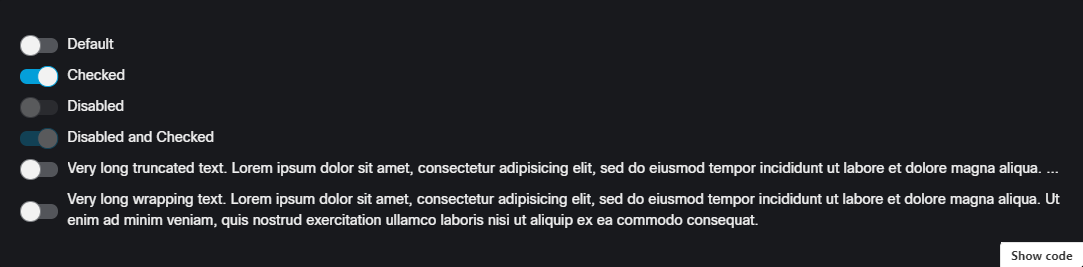 Default
Checked
Disabled
Disabled and Checked
Very long truncated text. Lorem ipsum dolor sit amet, consectetur adipisicing elit, sed do eiusmod tempor incididunt ut labore et dolore magna aliqua. ...
Very long wrapping text. Lorem ipsum dolor sit amet, consectetur adipisicing elit, sed do eiusmod tempor incididunt ut labore et dolore magna aliqua. Ut
enim ad minim veniam, quis nostrud exercitation ullamco laboris nisi ut aliquip ex ea commodo consequat.
Show code